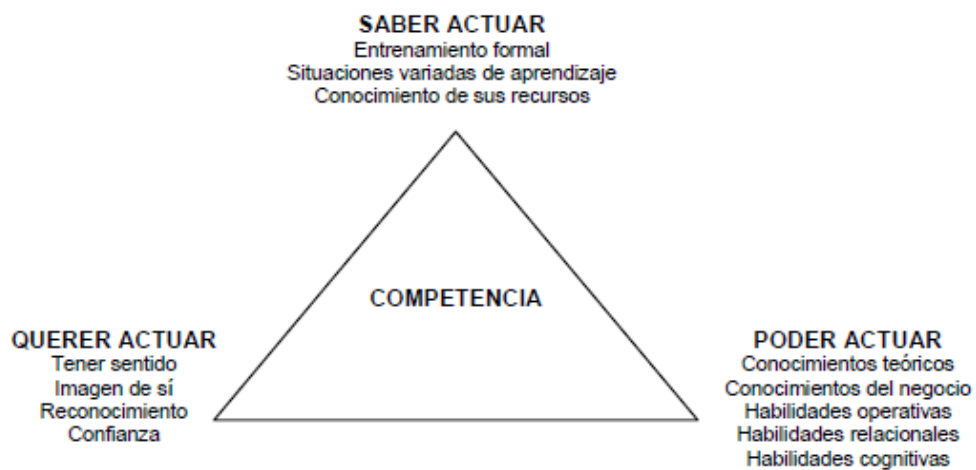 SABER ACTUAR
Entrenamiento formal
Situaciones variadas de aprendizaje
Conocimiento de sus recursos
COMPETENCIA
QUERER ACTUAR
Tener sentido
Imagen de sí
Reconocimiento
Confianza
PODER ACTUAR
Conocimientos teóricos
Conocimientos del negocio
Habilidades operativas
Habilidades relacionales
Habilidades cognitivas